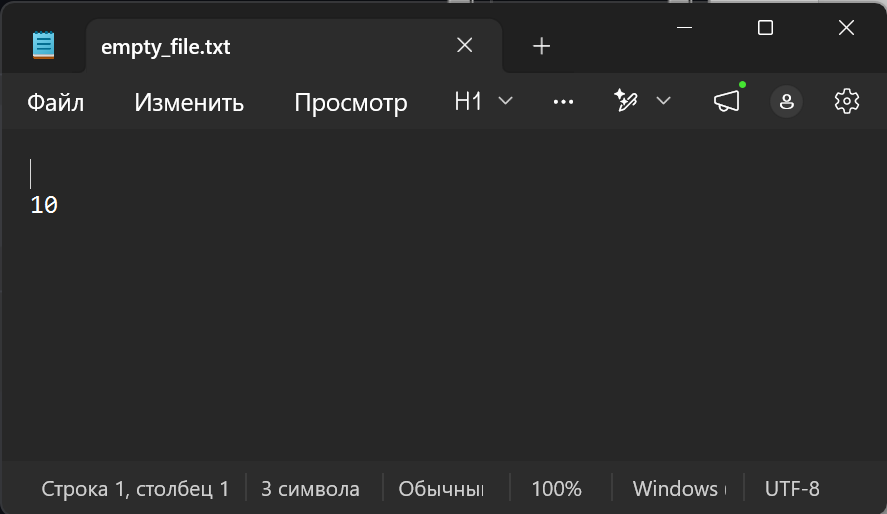 empty_file.txt
Файл Изменить Просмотр H1
10
Строка 1, столбец 1 3 символа Обычны 100% Windows ( UTF-8